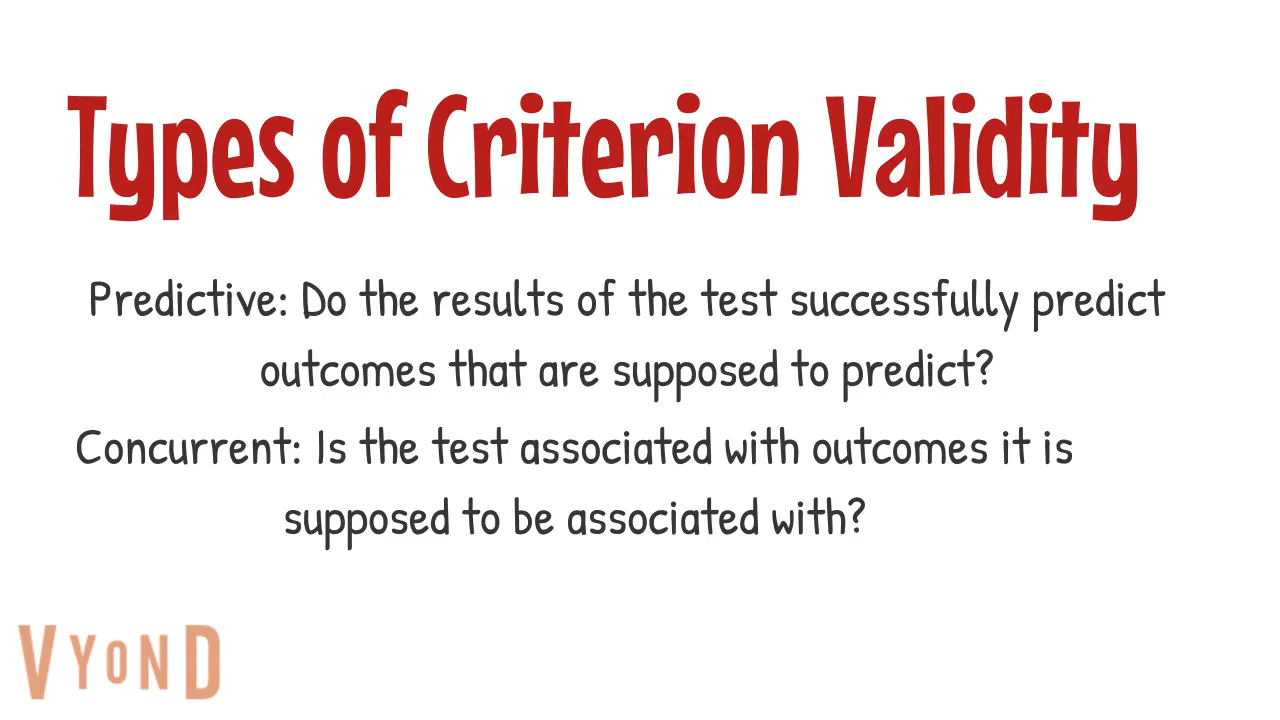 Types of Criterion Validity
Predictive: Do the results of the test successfully predict
outcomes that are supposed to predict?
Concurrent: Is the test associated with outcomes it is
supposed to be associated with?
VYOND